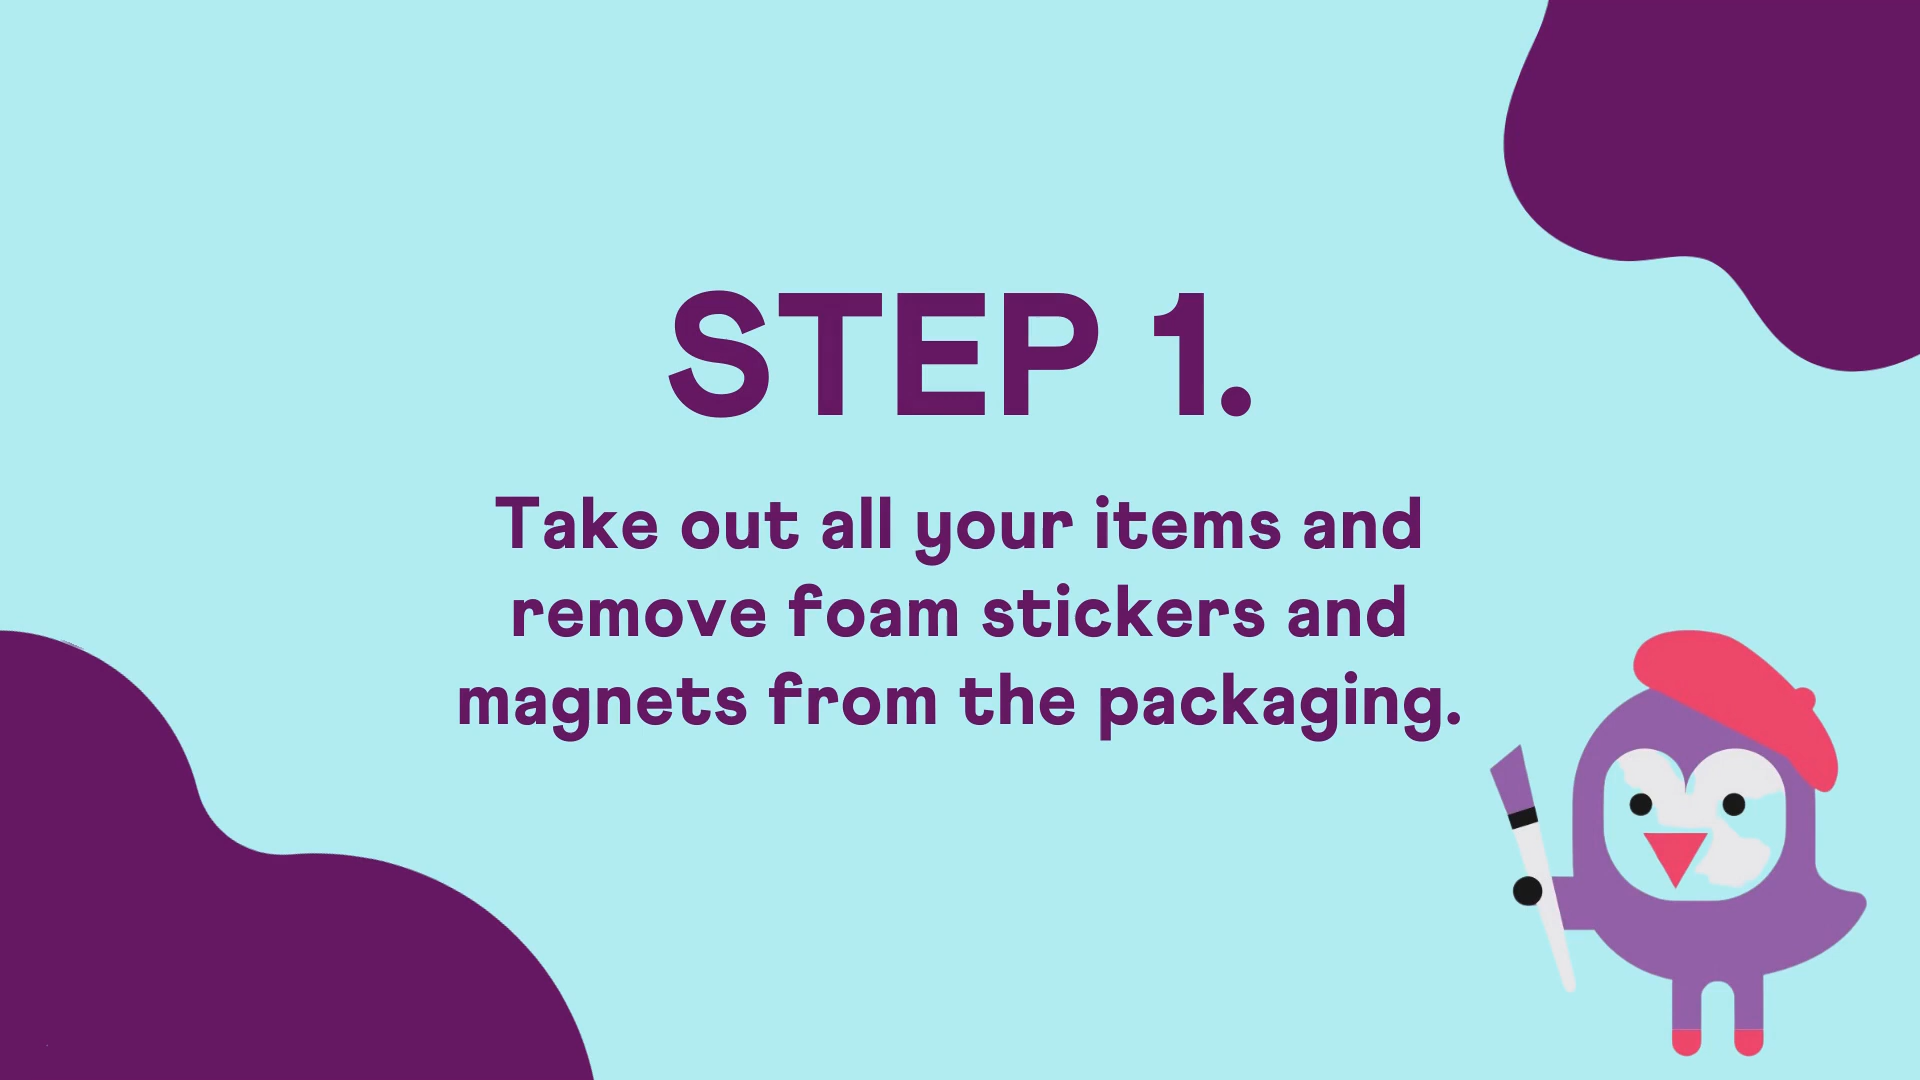 STEP 1.
Take out all your items and
remove foam stickers and
magnets from the packaging.